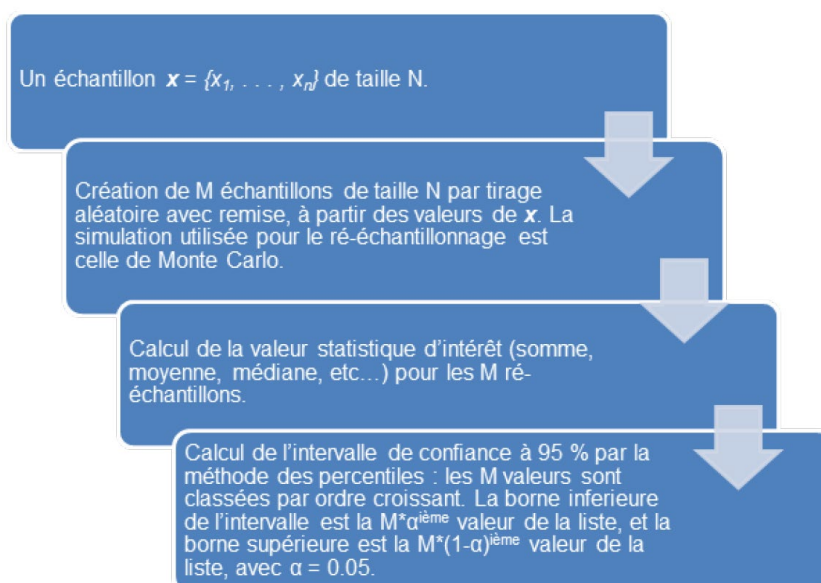 Un échantillon x = {x₁, . . . , xₙ} de taille N.
Création de M échantillons de taille N par tirage
aléatoire avec remise, à partir des valeurs de x. La
simulation utilisée pour le ré-échantillonnage est
celle de Monte Carlo.
Calcul de la valeur statistique d’intérêt (somme,
moyenne, médiane, etc…) pour les M ré-
échantillons.
Calcul de l’intervalle de confiance à 95 % par la
méthode des percentiles : les M valeurs sont
classées par ordre croissant. La borne inferieure
de l’intervalle est la M*αⁱᵉ̀ᵐᵉ valeur de la liste, et la
borne supérieure est la M*(1-α)ⁱᵉ̀ᵐᵉ valeur de la
liste, avec α = 0.05.